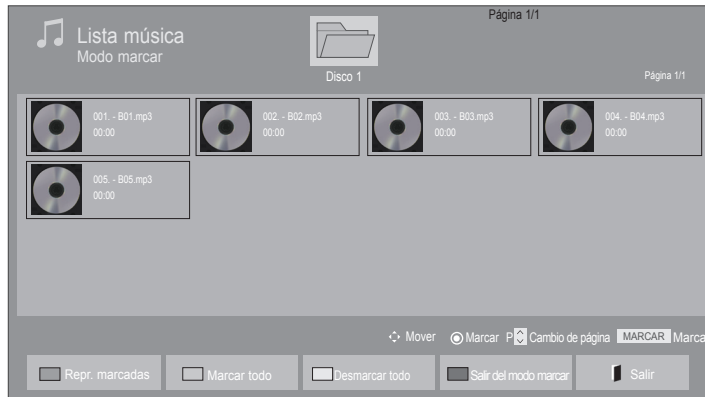 Página 1/1
Lista música
Modo marcar
Disco 1
Página 1/1
001. - B01.mp3
00:00
002. - B02.mp3
00:00
003. - B03.mp3
00:00
004. - B04.mp3
00:00
005. - B05.mp3
00:00
Mover Marcar P Cambio de página MARCAR Marca
Repr. marcadas Marcar todo Desmarcar todo Salir del modo marcar Salir